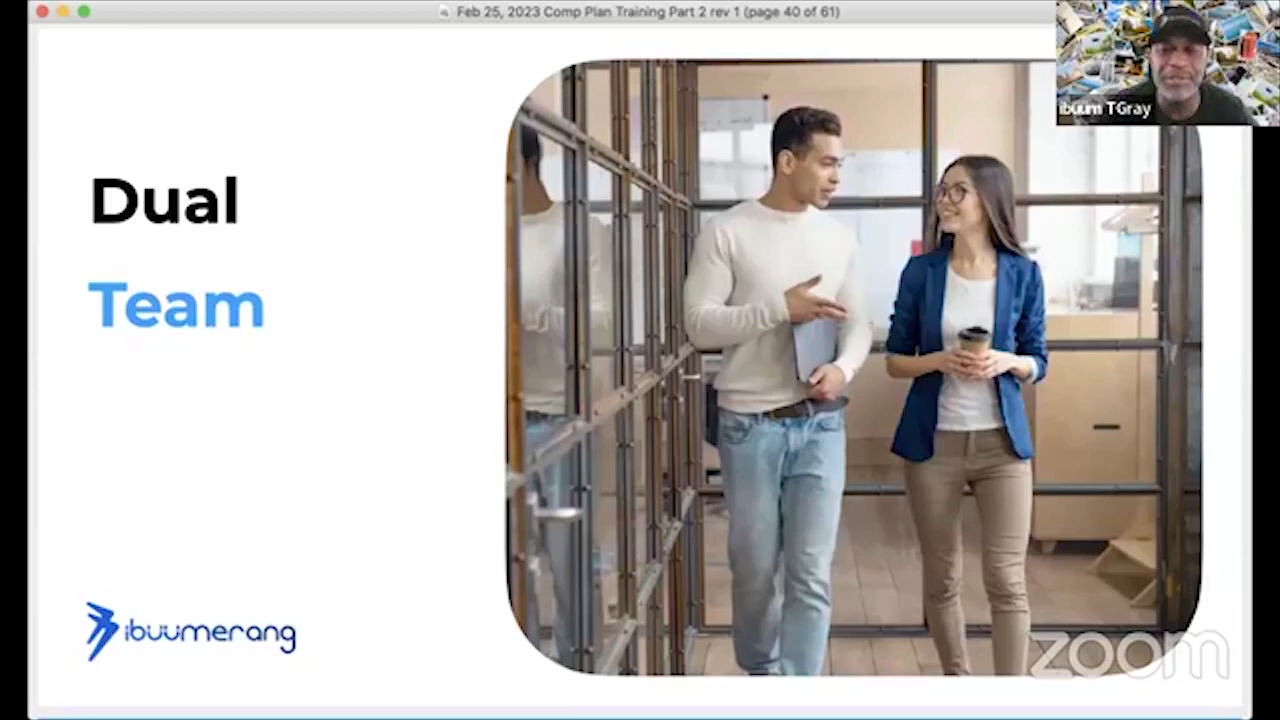 Feb 25, 2023 Comp Plan Training Part 2 rev 1 (page 40 of 61)
ibuum TGray
Dual
Team
ibuumerang
zoom